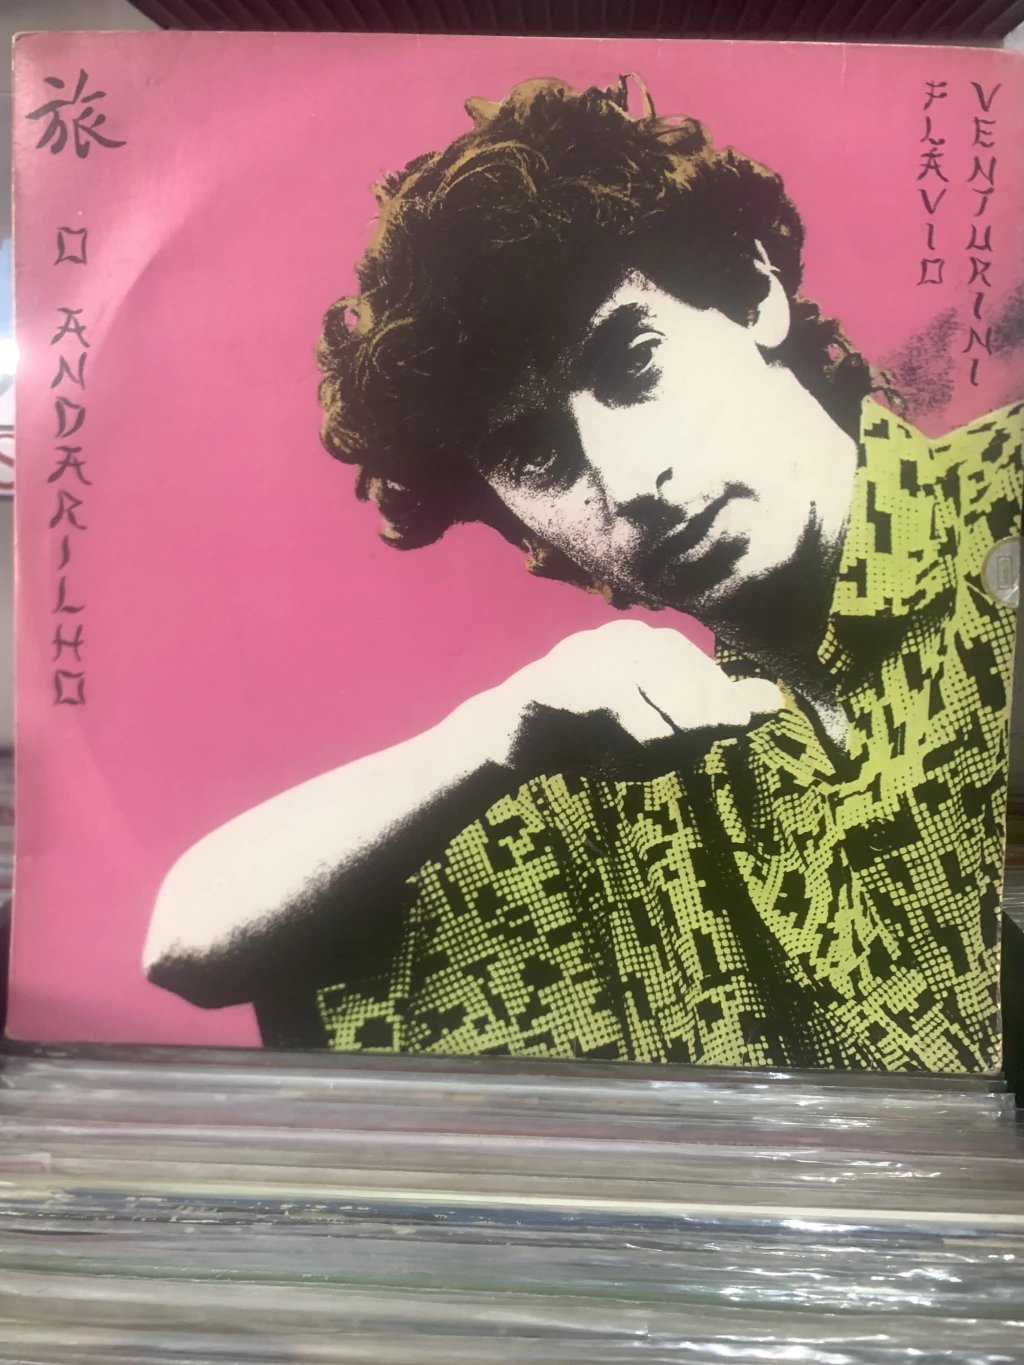 旅
O ANDARILHO
FLÁVIO
VENTURINI